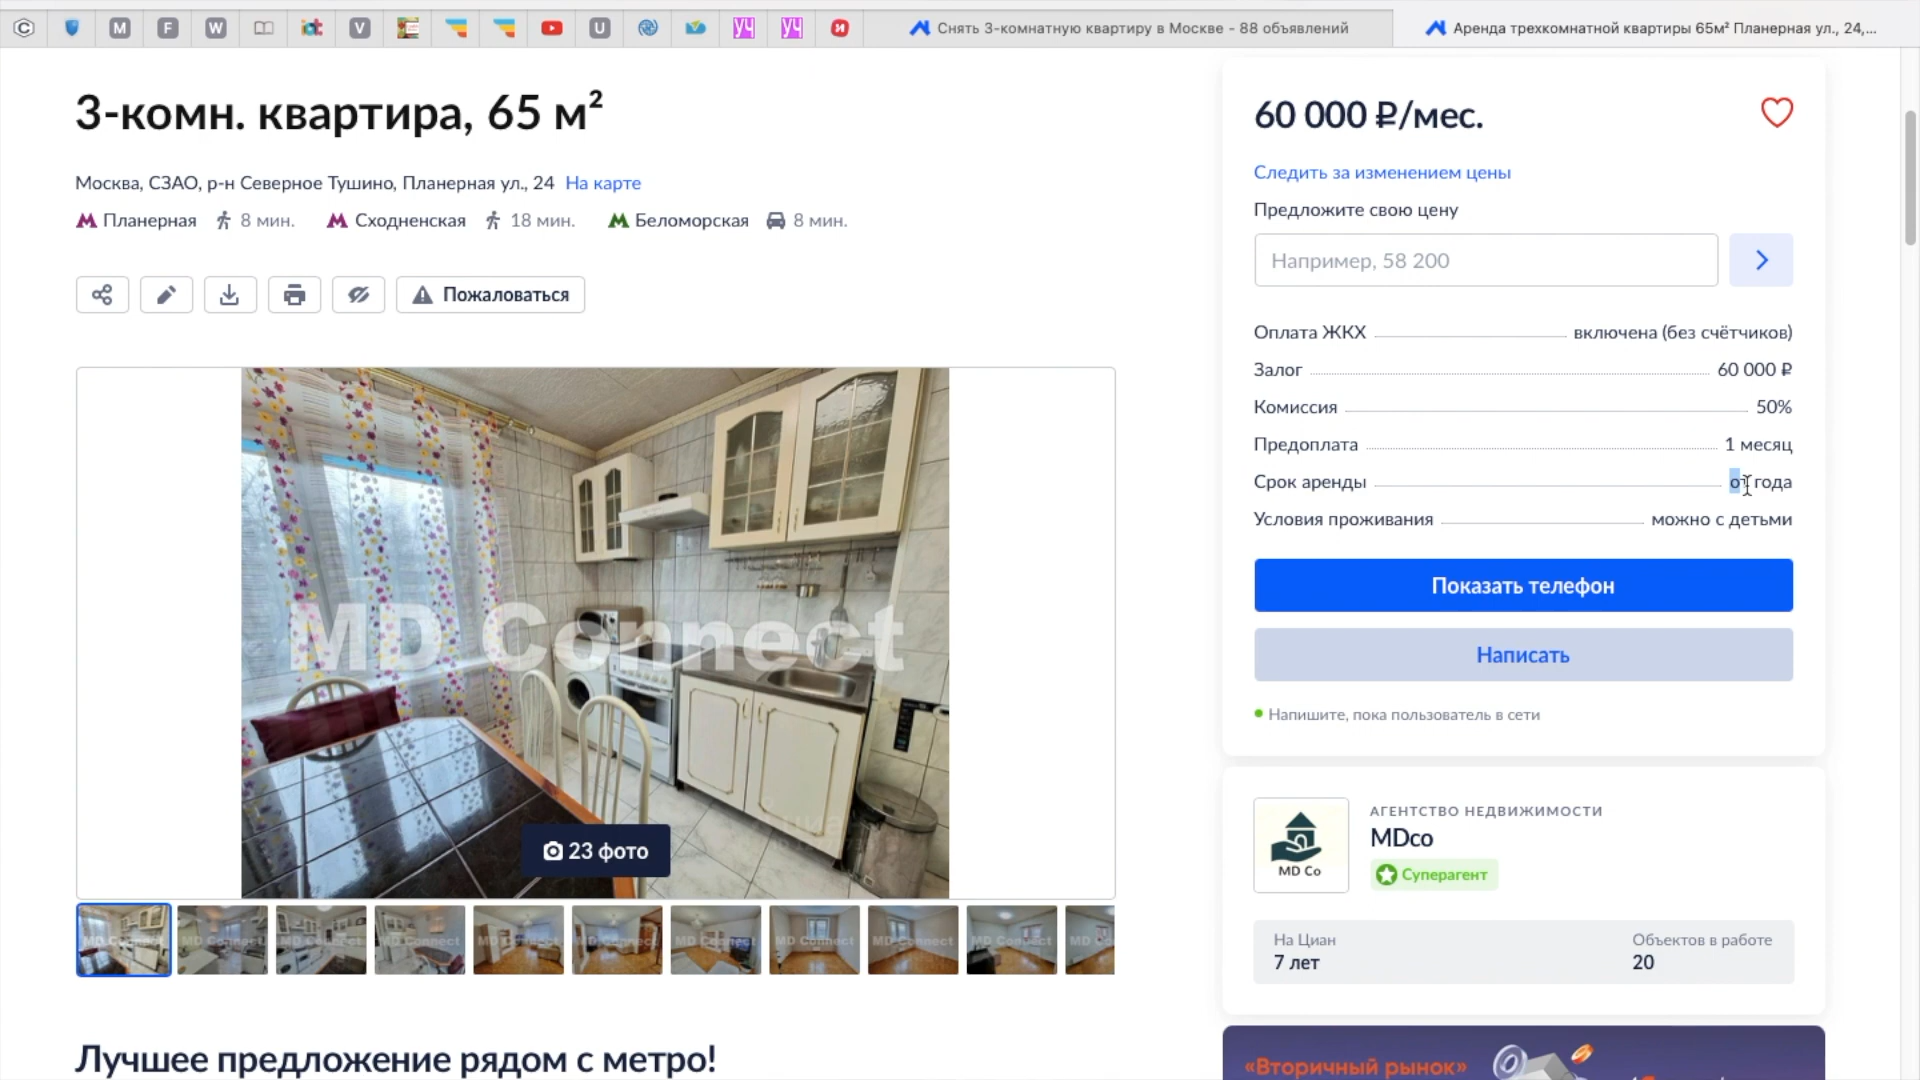 Снять 3-комнатную квартиру в Москве - 88 объявлений
Аренда трехкомнатной квартиры 65м² Планерная ул., 24,...
3-комн. квартира, 65 м²
Москва, СЗАО, р-н Северное Тушино, Планерная ул., 24 На карте
Планерная 8 мин. Сходненская 18 мин. Беломорская 8 мин.
Пожаловаться
MD Connect
23 фото
Лучшее предложение рядом с метро!
60 000 ₽/мес.
Следить за изменением цены
Предложите свою цену
Например, 58 200
Оплата ЖКХ включена (без счётчиков)
Залог 60 000 ₽
Комиссия 50%
Предоплата 1 месяц
Срок аренды от года
Условия проживания можно с детьми
Показать телефон
Написать
Напишите, пока пользователь в сети
АГЕНТСТВО НЕДВИЖИМОСТИ
MDco
MD Co
Суперагент
На Циан Объектов в работе
7 лет 20
«Вторичный рынок»